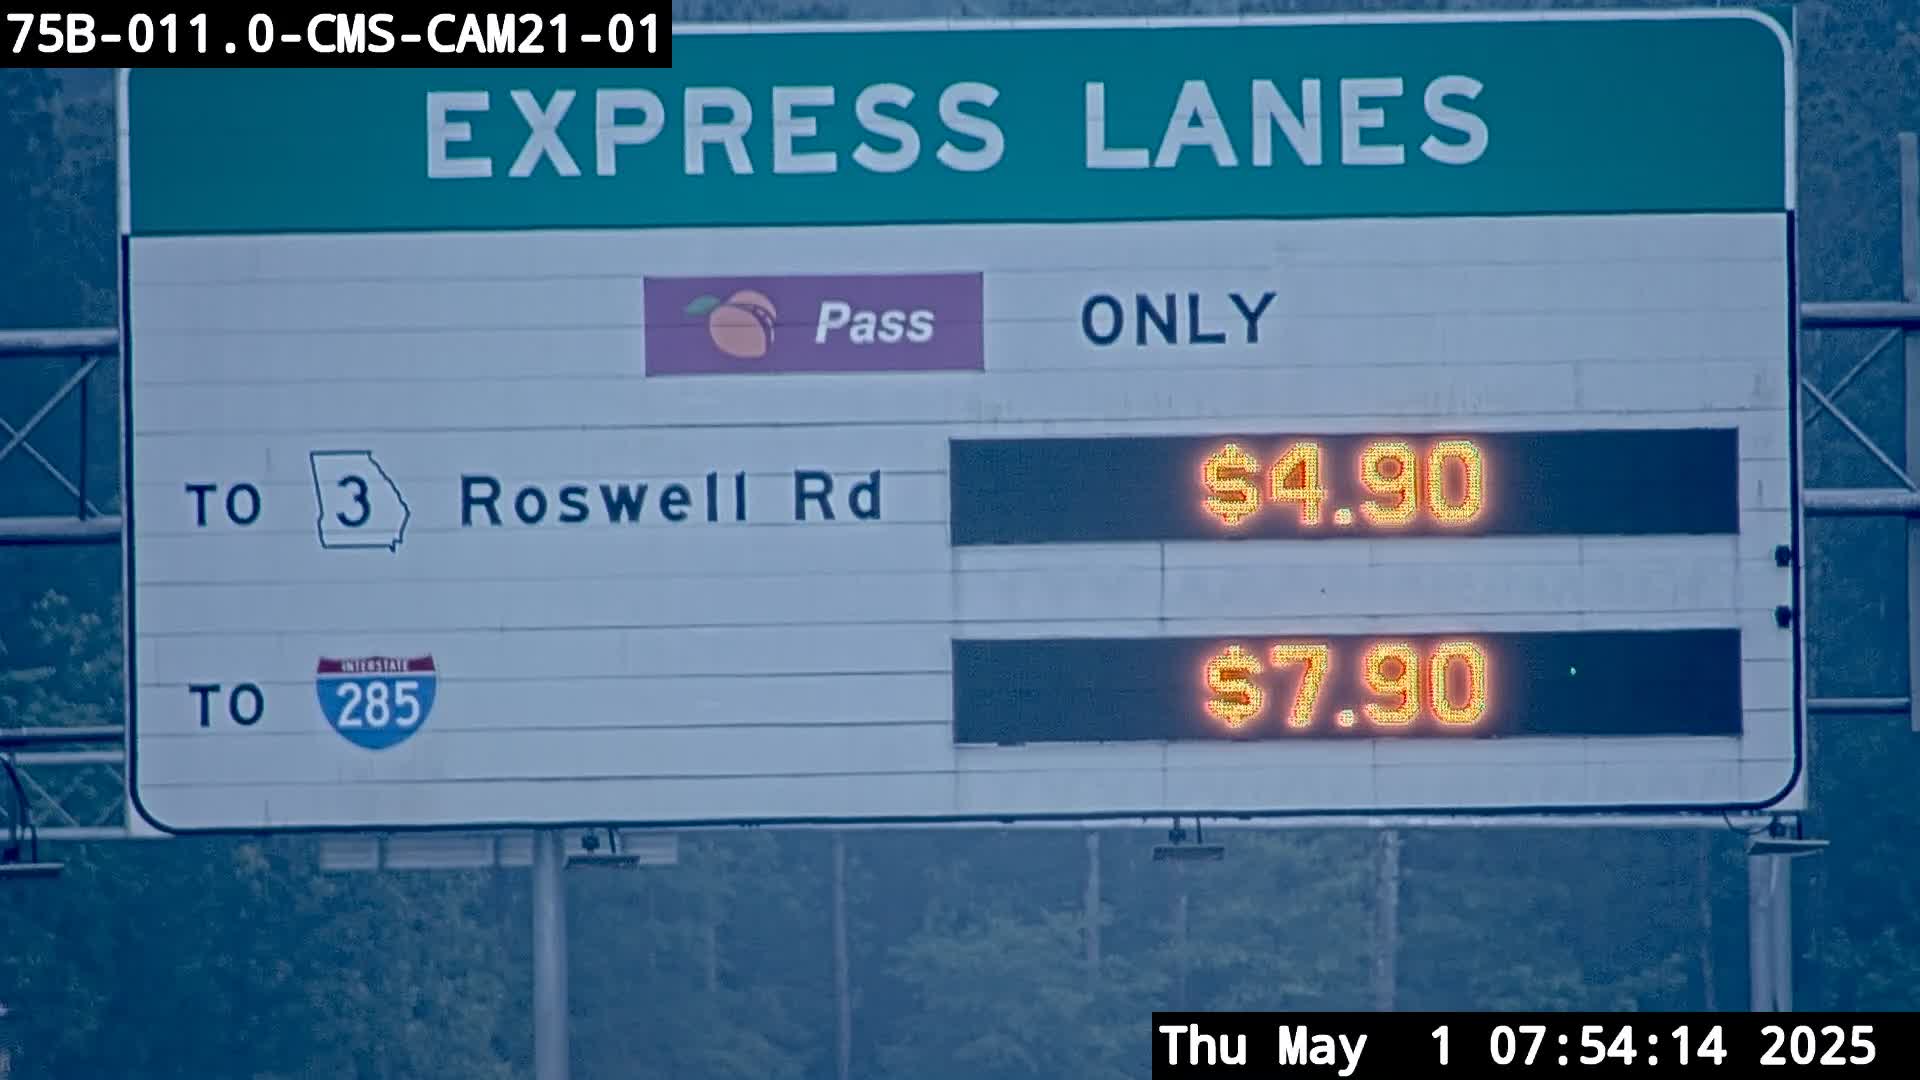 75B-011.0-CMS-CAM21-01
EXPRESS LANES
Pass ONLY
TO 3 Roswell Rd $4.90
TO INTERSTATE 285 $7.90
Thu May 1 07:54:14 2025